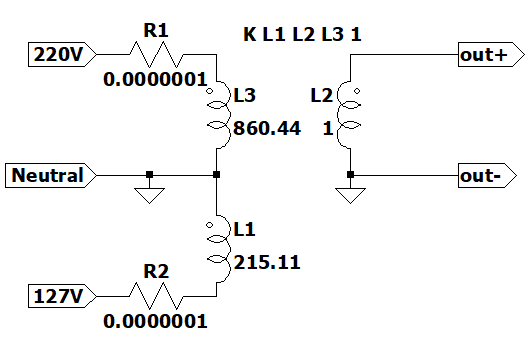 R1
K L1 L2 L3 1
220V
out+
0.0000001
L3
L2
860.44
1
Neutral
out-
L1
215.11
R2
127V
0.0000001